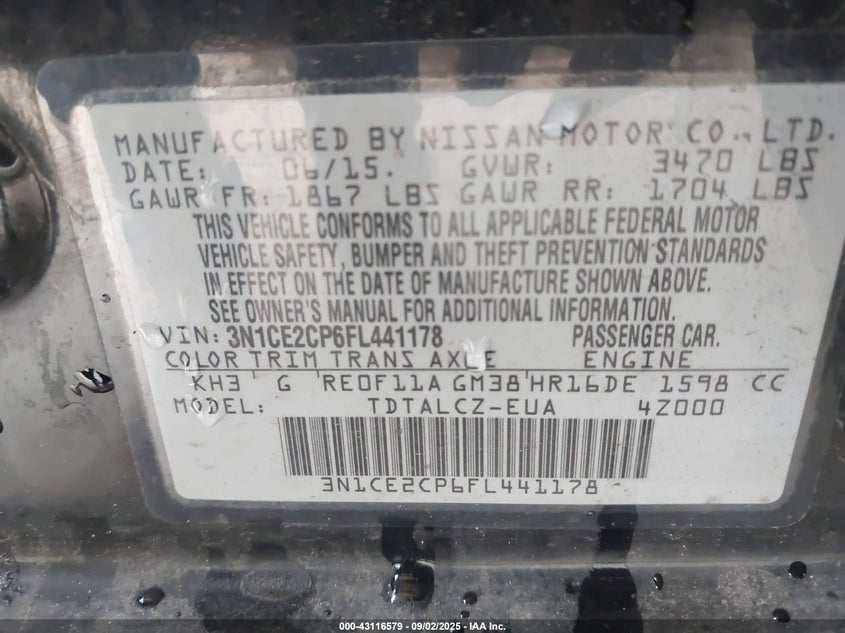 MANUFACTURED BY NISSAN MOTOR CO., LTD.
DATE: 06/15. GVWR: 3470 LBS
GAWR FR: 1867 LBS GAWR RR: 1704 LBS
THIS VEHICLE CONFORMS TO ALL APPLICABLE FEDERAL MOTOR
VEHICLE SAFETY, BUMPER AND THEFT PREVENTION STANDARDS
IN EFFECT ON THE DATE OF MANUFACTURE SHOWN ABOVE.
SEE OWNER'S MANUAL FOR ADDITIONAL INFORMATION.
VIN: 3N1CE2CP6FL441178 PASSENGER CAR.
COLOR TRIM TRANS AXLE ENGINE
KH3 G RE0F11A GM38 HR16DE 1598 CC
MODEL: TDTALCZ-EUA 4Z000
3N1CE2CP6FL441178
000-43116579 - 09/02/2025 - IAA Inc.